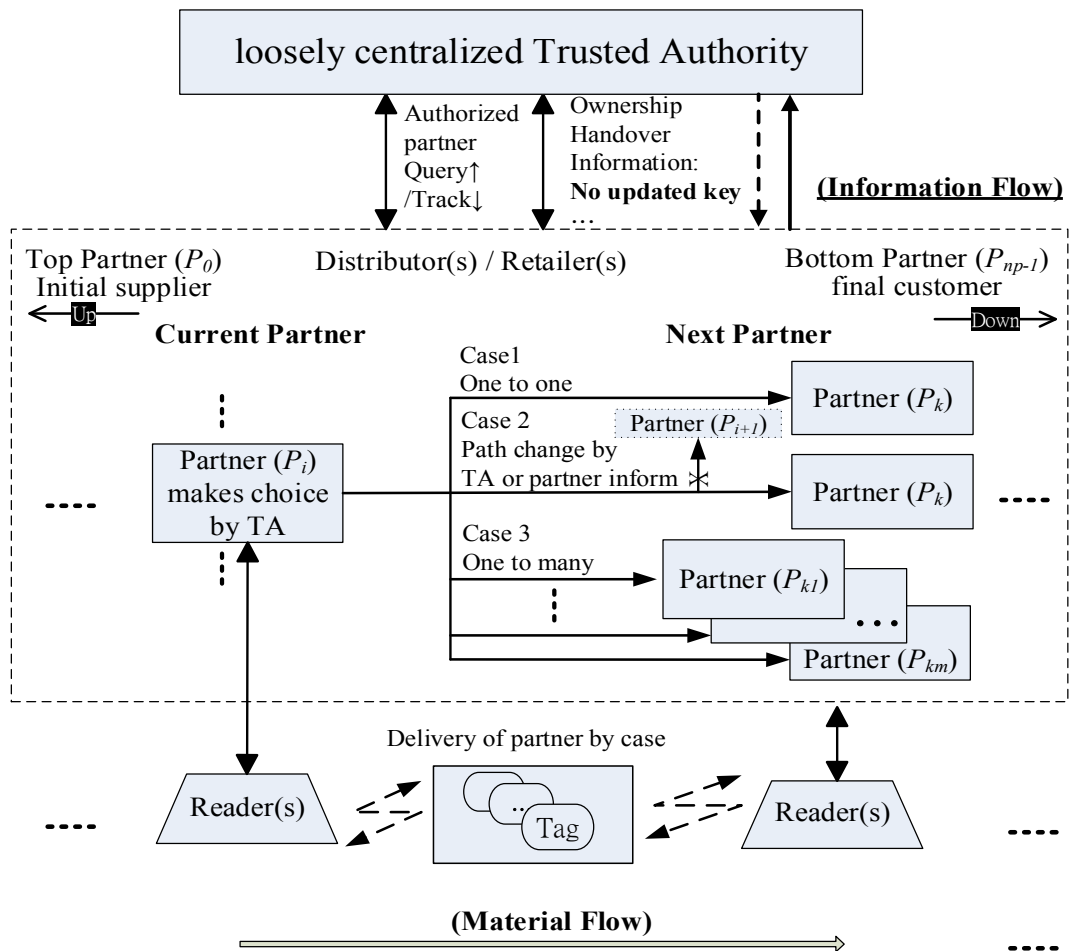 loosely centralized Trusted Authority
Authorized
partner
Query↑
/Track↓
Ownership
Handover
Information:
No updated key
...
(Information Flow)
Top Partner (P0)
Initial supplier
Up
Distributor(s) / Retailer(s)
Bottom Partner (Pnp-1)
final customer
Down
Current Partner
Next Partner
Case1
One to one
Partner (Pk)
Case 2
Path change by
TA or partner inform
Partner (Pi+1)
Partner (Pk)
Partner (Pi)
makes choice
by TA
Case 3
One to many
Partner (Pk1)
...
Partner (Pkm)
Delivery of partner by case
Reader(s)
..
Tag
Reader(s)
(Material Flow)